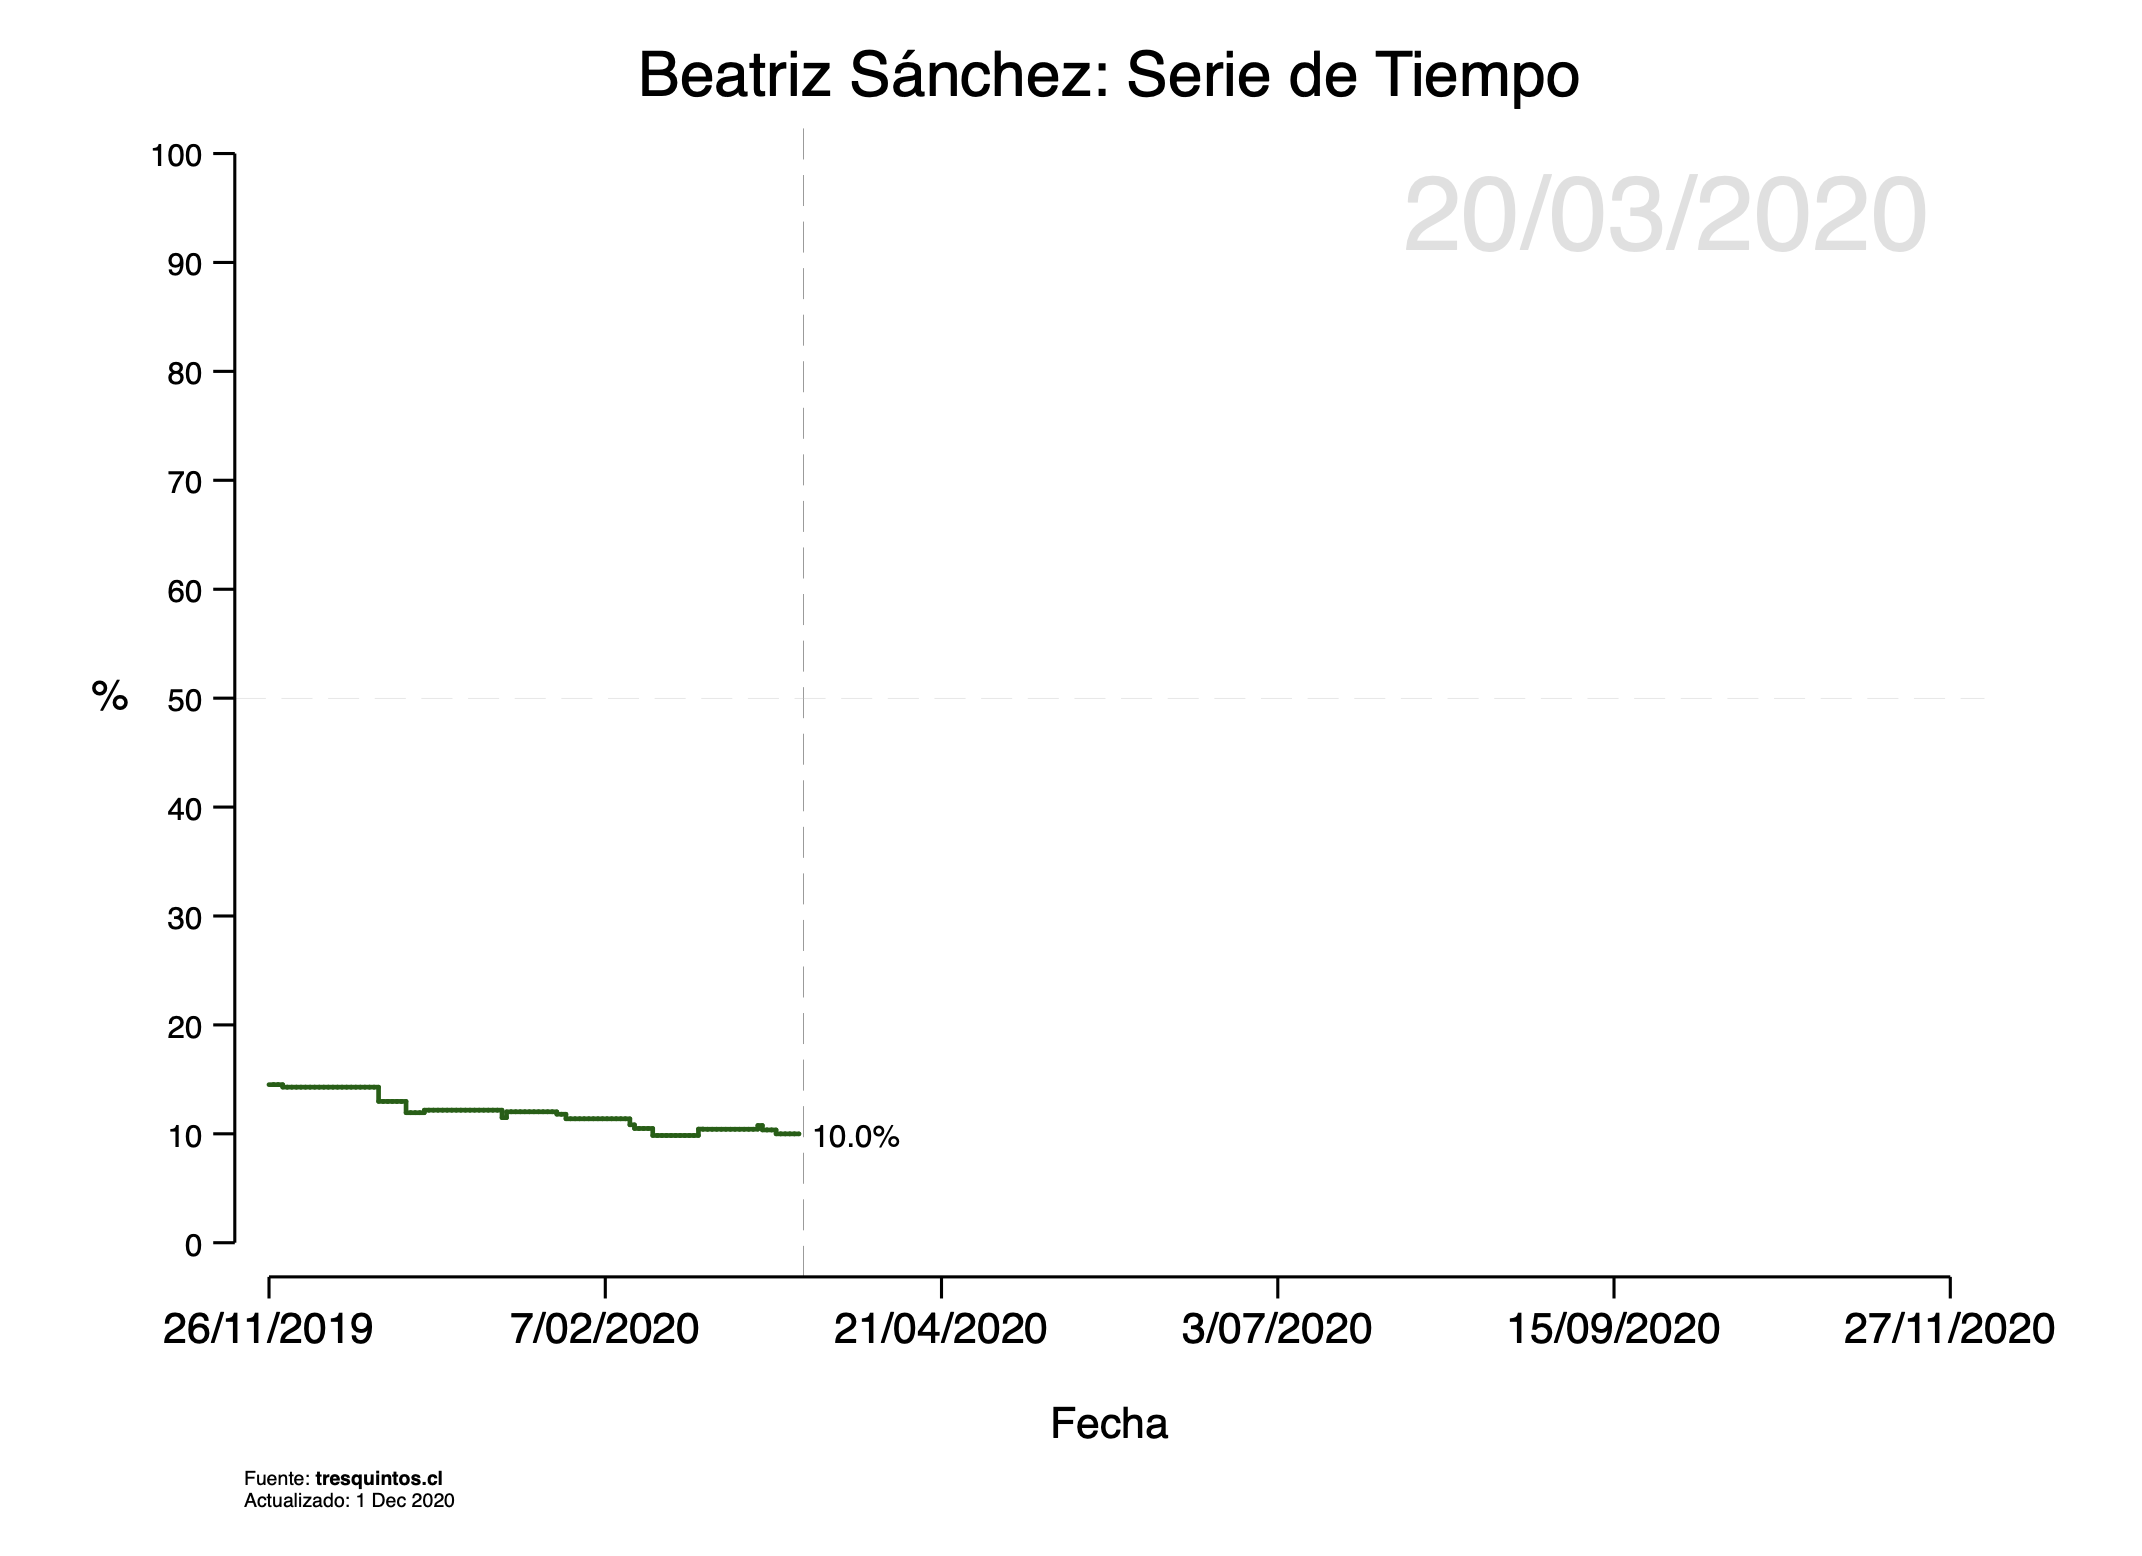 Beatriz Sánchez: Serie de Tiempo
20/03/2020
100
90
80
70
60
50
40
30
20
10
0
%
10.0%
26/11/2019 7/02/2020 21/04/2020 3/07/2020 15/09/2020 27/11/2020
Fecha
Fuente: tresquintos.cl
Actualizado: 1 Dec 2020